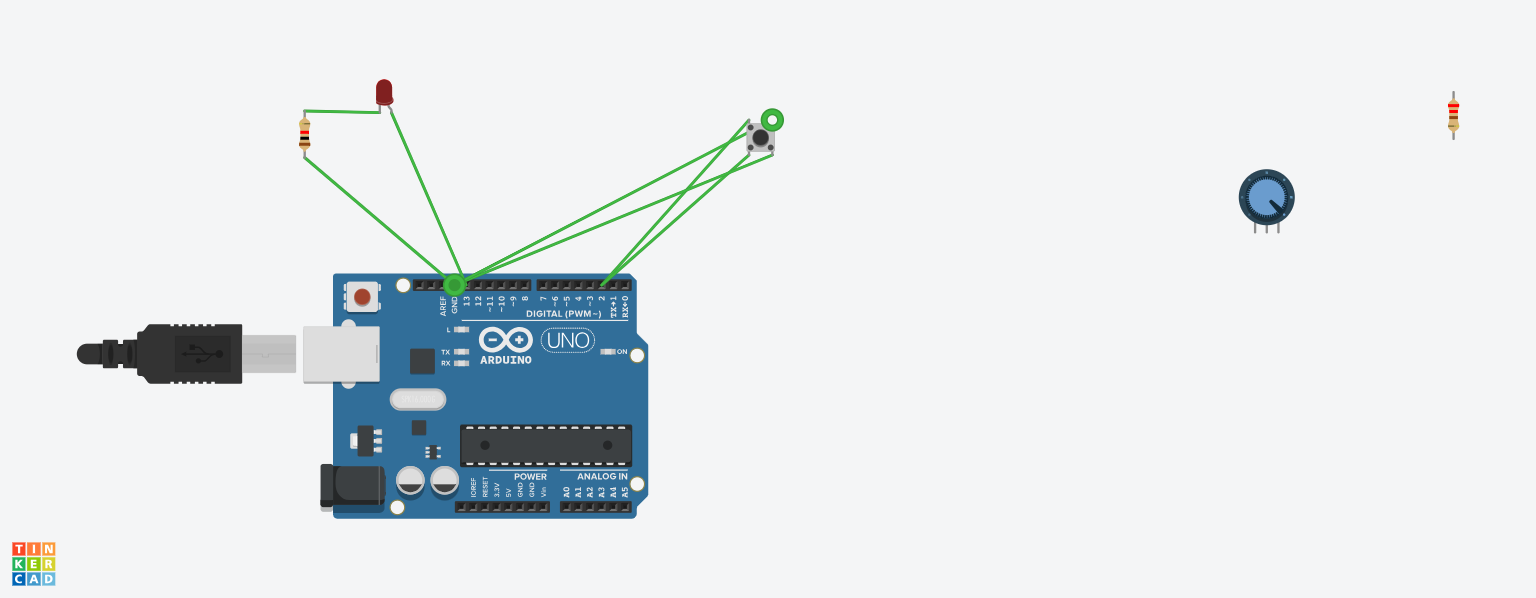 AREF
GND
13
12
~11
~10
~9
8
7
~6
~5
4
~3
2
TX→1
RX←0
DIGITAL (PWM~)
L
TX
RX
ARDUINO
UNO
ON
POWER
ANALOG IN
IOREF
RESET
3.3V
5V
GND
GND
Vin
A0
A1
A2
A3
A4
A5
TIN
KER
CAD